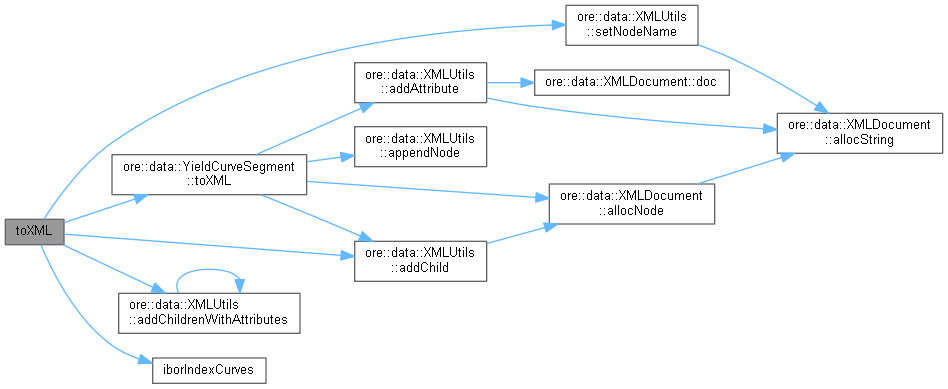 ore::data::XMLUtils
::setNodeName
ore::data::XMLUtils
::addAttribute
ore::data::XMLDocument::doc
ore::data::XMLDocument
::allocString
ore::data::XMLUtils
::appendNode
ore::data::YieldCurveSegment
::toXML
ore::data::XMLDocument
::allocNode
toXML
ore::data::XMLUtils
::addChild
ore::data::XMLUtils
::addChildrenWithAttributes
iborIndexCurves